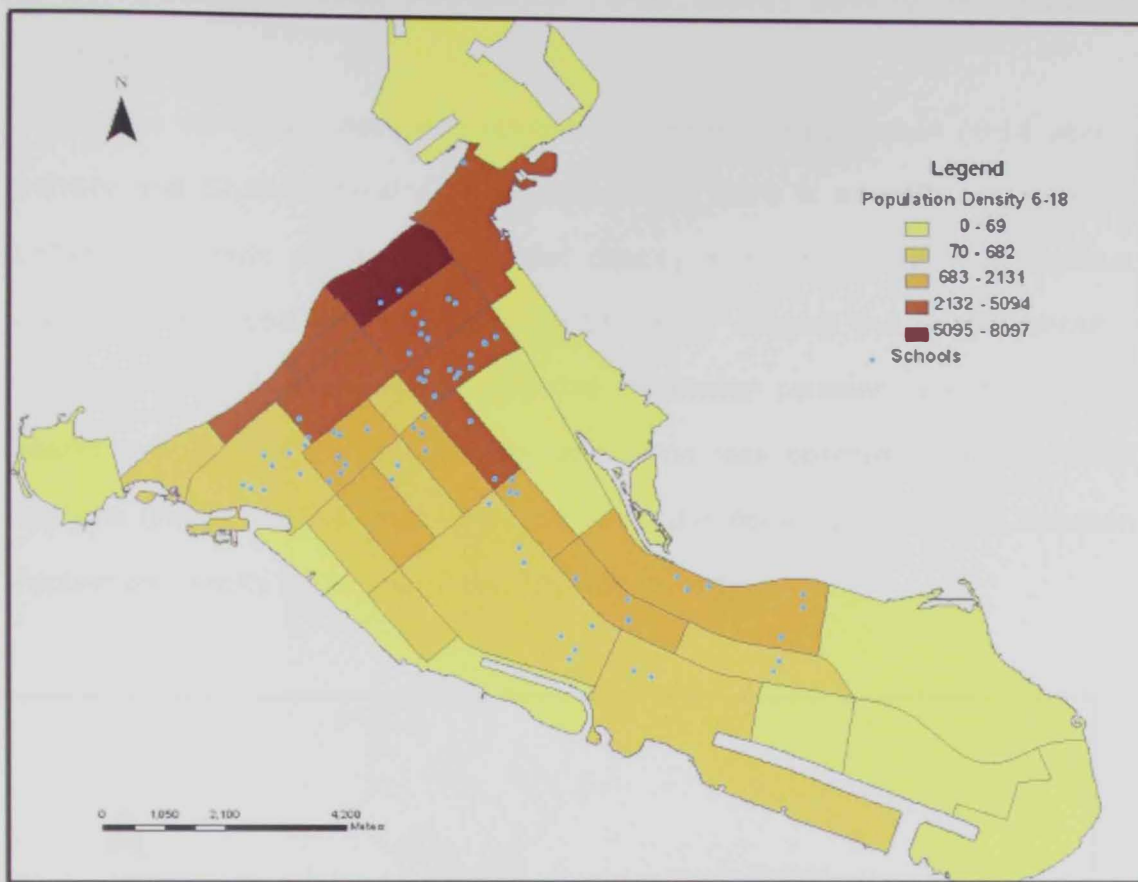 N
Legend
Population Density 6-18
0 - 69
70 - 682
683 - 2131
2132 - 5094
5095 - 8097
Schools
0 1,050 2,100 4,200
Meters